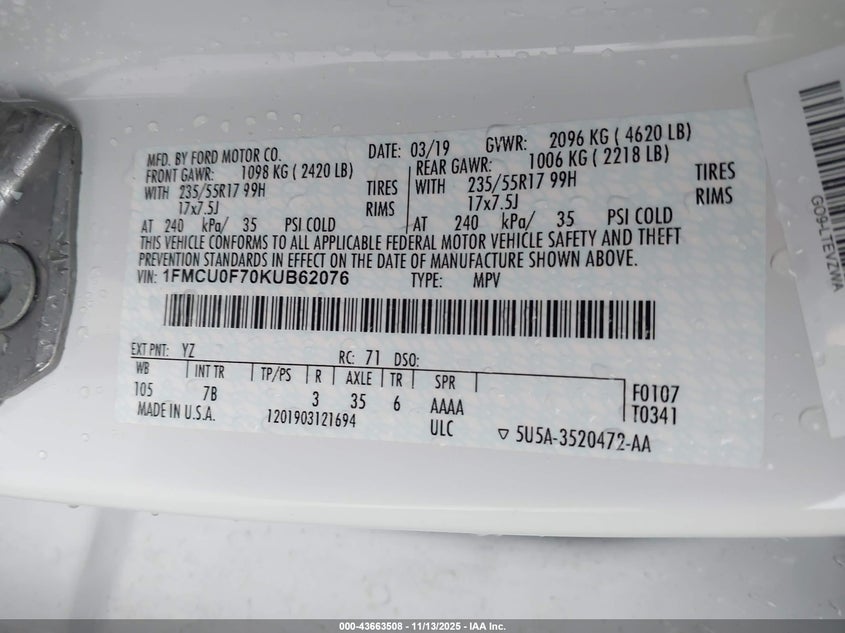 MFD. BY FORD MOTOR CO. DATE: 03/19 GVWR: 2096 KG ( 4620 LB)
FRONT GAWR: 1098 KG ( 2420 LB) REAR GAWR: 1006 KG ( 2218 LB)
WITH 235/55R17 99H TIRES WITH 235/55R17 99H TIRES
17x7.5J RIMS 17x7.5J RIMS
AT 240 kPa/ 35 PSI COLD AT 240 kPa/ 35 PSI COLD
THIS VEHICLE CONFORMS TO ALL APPLICABLE FEDERAL MOTOR VEHICLE SAFETY AND THEFT
PREVENTION STANDARDS IN EFFECT ON THE DATE OF MANUFACTURE SHOWN ABOVE.
VIN: 1FMCU0F70KUB62076 TYPE: MPV
EXT PNT: YZ RC: 71 DSO:
WB INT TR TP/PS R AXLE TR SPR
105 7B 3 35 6 AAAA F0107
MADE IN U.S.A. 1201903121694 ULC T0341
5U5A-3520472-AA
GO9-LTEVZWA
000-43663508 - 11/13/2025 - IAA Inc.